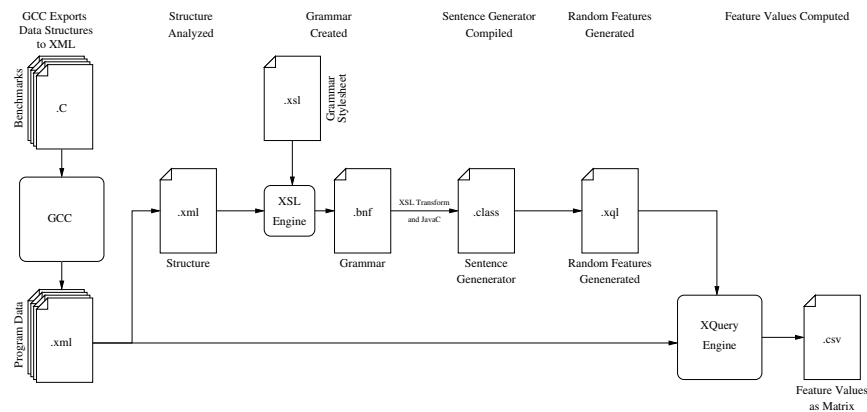 GCC Exports
Data Structures
to XML
Structure
Analyzed
Grammar
Created
Sentence Generator
Compiled
Random Features
Generated
Feature Values Computed
Benchmarks
.C
.xsl
Grammar
Stylesheet
GCC
.xml
Structure
XSL
Engine
.bnf
Grammar
XSL Transform
and JavaC
.class
Sentence
Genenerator
.xql
Random Features
Genenerated
Program Data
.xml
XQuery
Engine
.csv
Feature Values
as Matrix